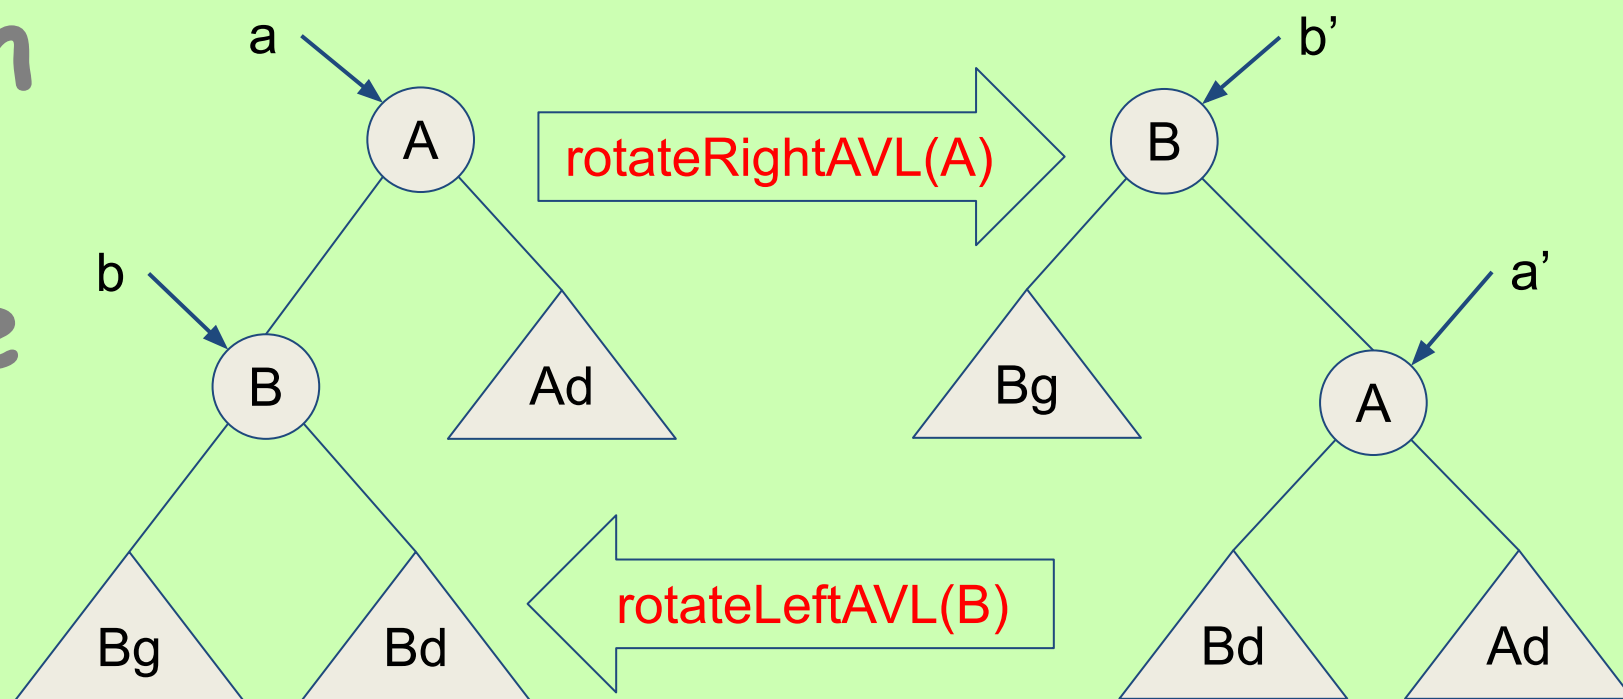 a
b’
A
rotateRightAVL(A)
B
b
a’
B
Ad
Bg
A
rotateLeftAVL(B)
Bg
Bd
Bd
Ad